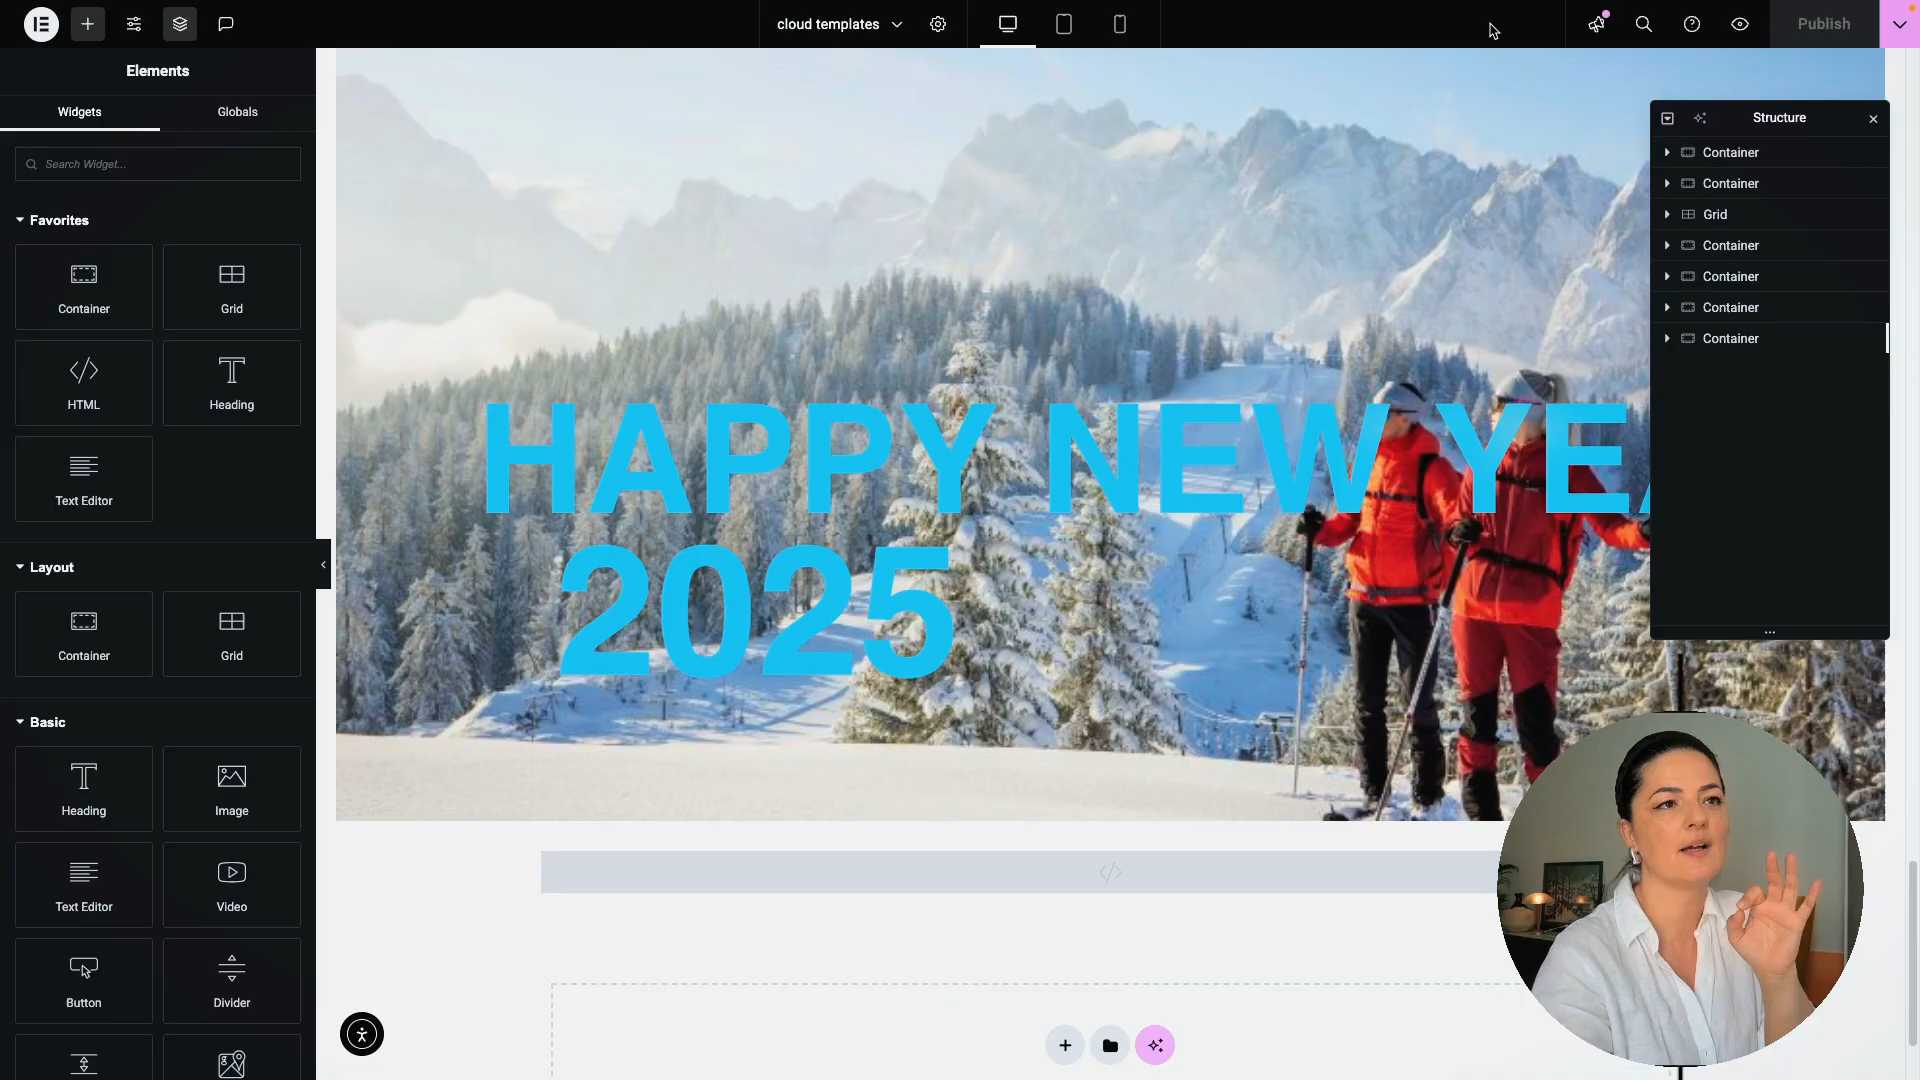 cloud templates
Publish
Elements
Widgets
Globals
Search Widget...
Favorites
Container
Grid
HTML
Heading
Text Editor
Layout
Container
Grid
Basic
Heading
Image
Text Editor
Video
Button
Divider
HAPPY NEW YEA
2025
Structure
Container
Container
Grid
Container
Container
Container
Container